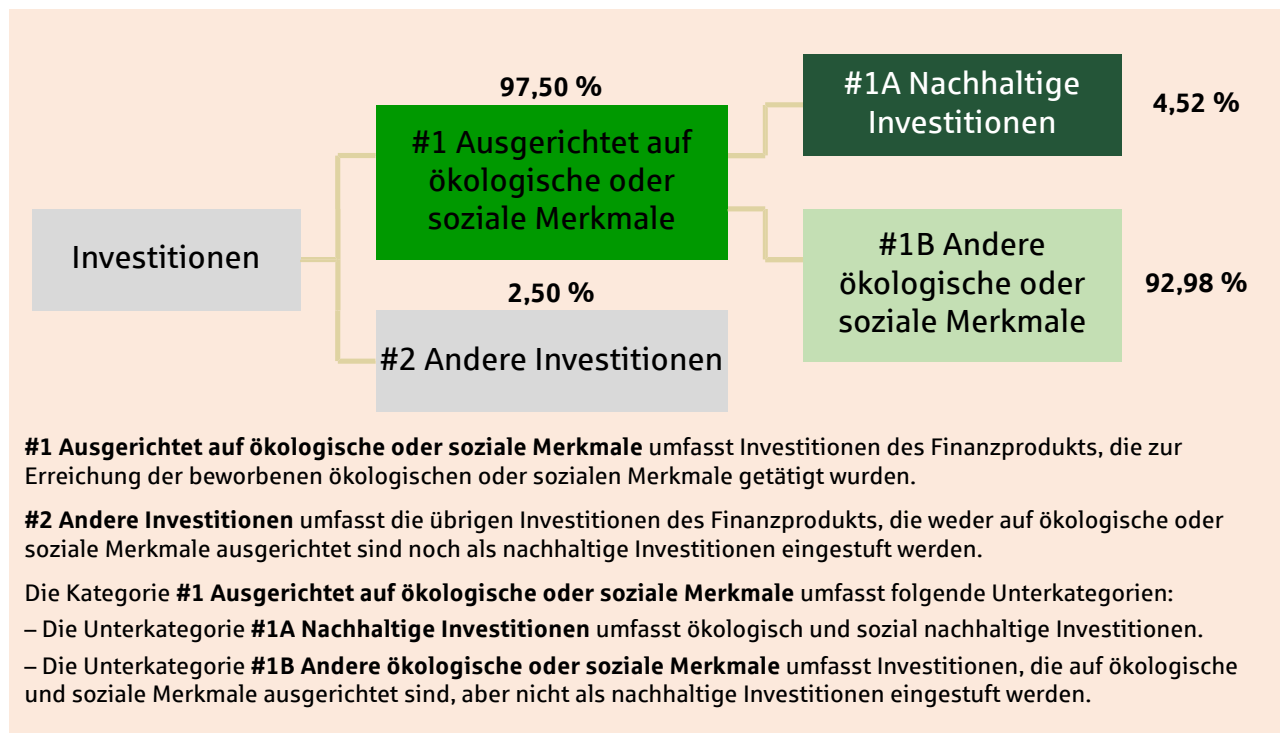 97,50 %
#1 Ausgerichtet auf
ökologische oder
soziale Merkmale
#1A Nachhaltige
Investitionen
4,52 %
Investitionen
#1B Andere
ökologische oder
soziale Merkmale
92,98 %
2,50 %
#2 Andere Investitionen
#1 Ausgerichtet auf ökologische oder soziale Merkmale umfasst Investitionen des Finanzprodukts, die zur
Erreichung der beworbenen ökologischen oder sozialen Merkmale getätigt wurden.
#2 Andere Investitionen umfasst die übrigen Investitionen des Finanzprodukts, die weder auf ökologische oder
soziale Merkmale ausgerichtet sind noch als nachhaltige Investitionen eingestuft werden.
Die Kategorie #1 Ausgerichtet auf ökologische oder soziale Merkmale umfasst folgende Unterkategorien:
– Die Unterkategorie #1A Nachhaltige Investitionen umfasst ökologisch und sozial nachhaltige Investitionen.
– Die Unterkategorie #1B Andere ökologische oder soziale Merkmale umfasst Investitionen, die auf ökologische
und soziale Merkmale ausgerichtet sind, aber nicht als nachhaltige Investitionen eingestuft werden.